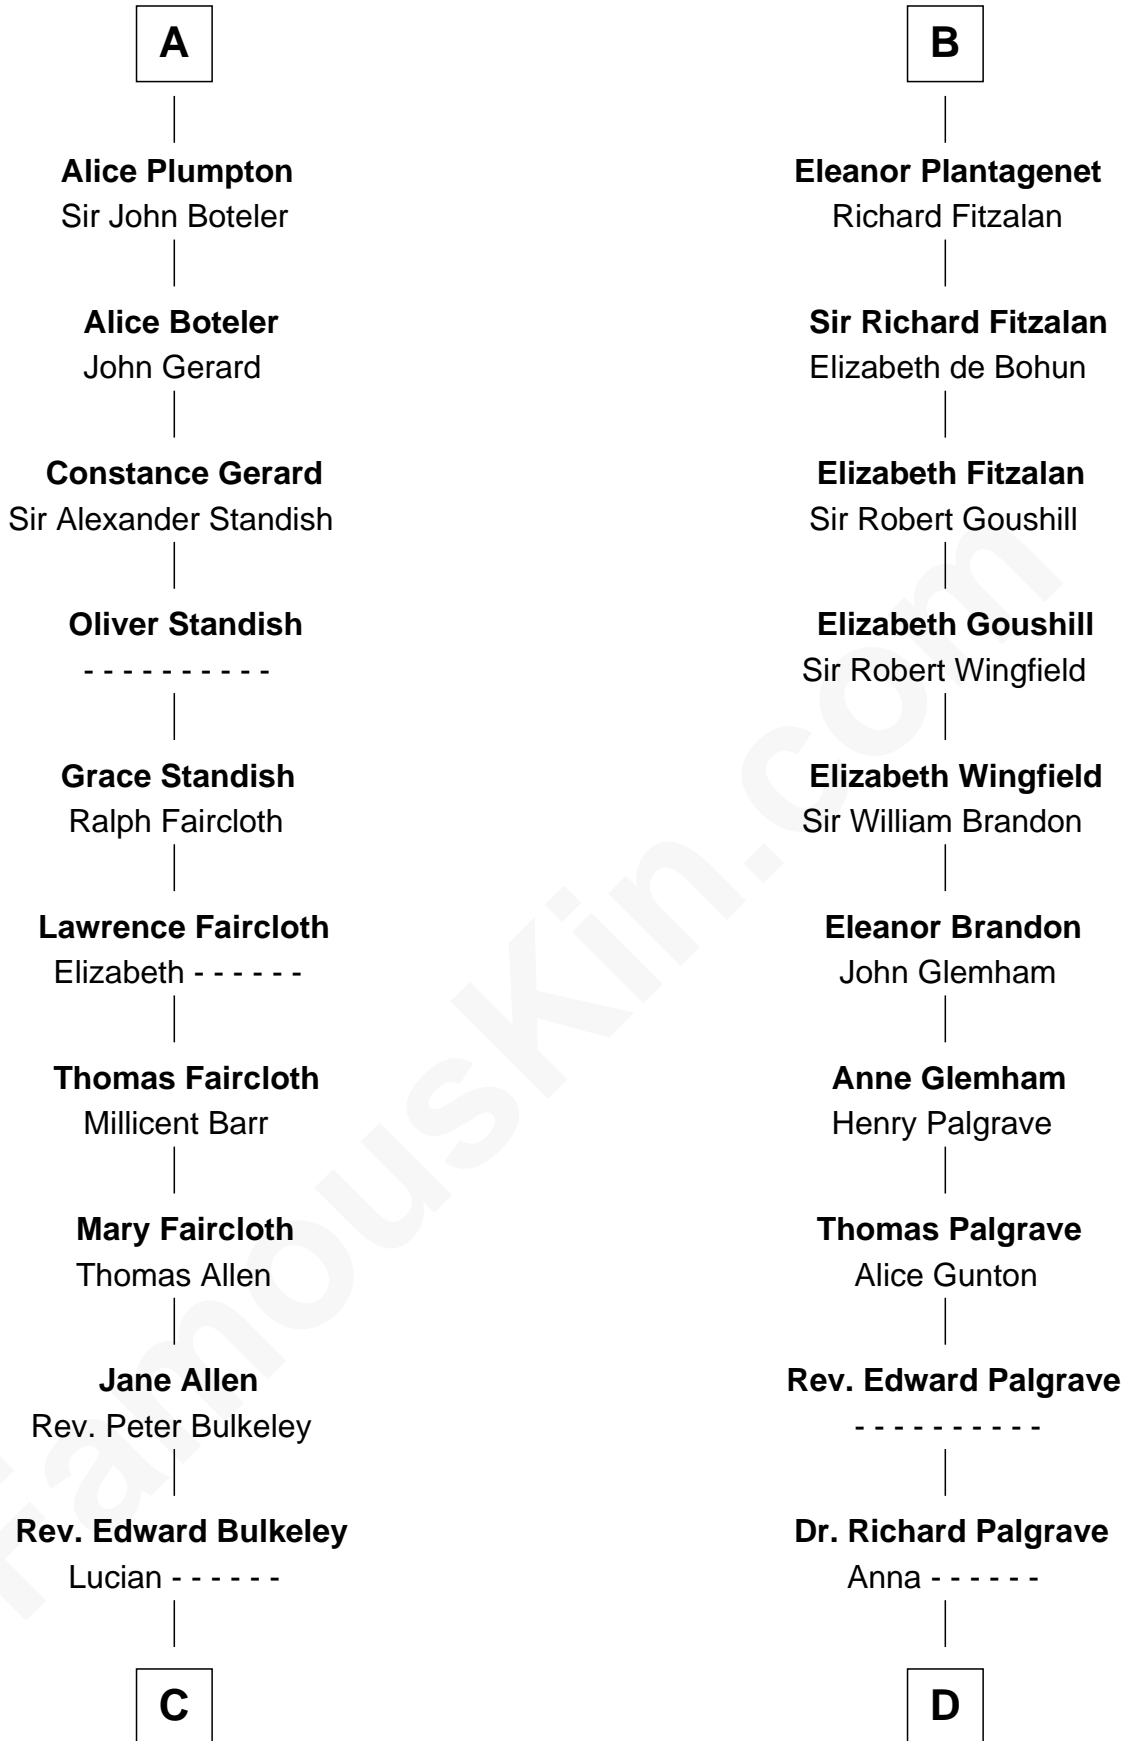 A
Alice Plumpton
Sir John Boteler
Alice Boteler
John Gerard
Constance Gerard
Sir Alexander Standish
Oliver Standish
- - - - - - - - - -
Grace Standish
Ralph Faircloth
Lawrence Faircloth
Elizabeth - - - - - -
Thomas Faircloth
Millicent Barr
Mary Faircloth
Thomas Allen
Jane Allen
Rev. Peter Bulkeley
Rev. Edward Bulkeley
Lucian - - - - - -
C
B
Eleanor Plantagenet
Richard Fitzalan
Sir Richard Fitzalan
Elizabeth de Bohun
Elizabeth Fitzalan
Sir Robert Goushill
Elizabeth Goushill
Sir Robert Wingfield
Elizabeth Wingfield
Sir William Brandon
Eleanor Brandon
John Glemham
Anne Glemham
Henry Palgrave
Thomas Palgrave
Alice Gunton
Rev. Edward Palgrave
- - - - - - - - - -
Dr. Richard Palgrave
Anna - - - - - -
D
FamousKin.com